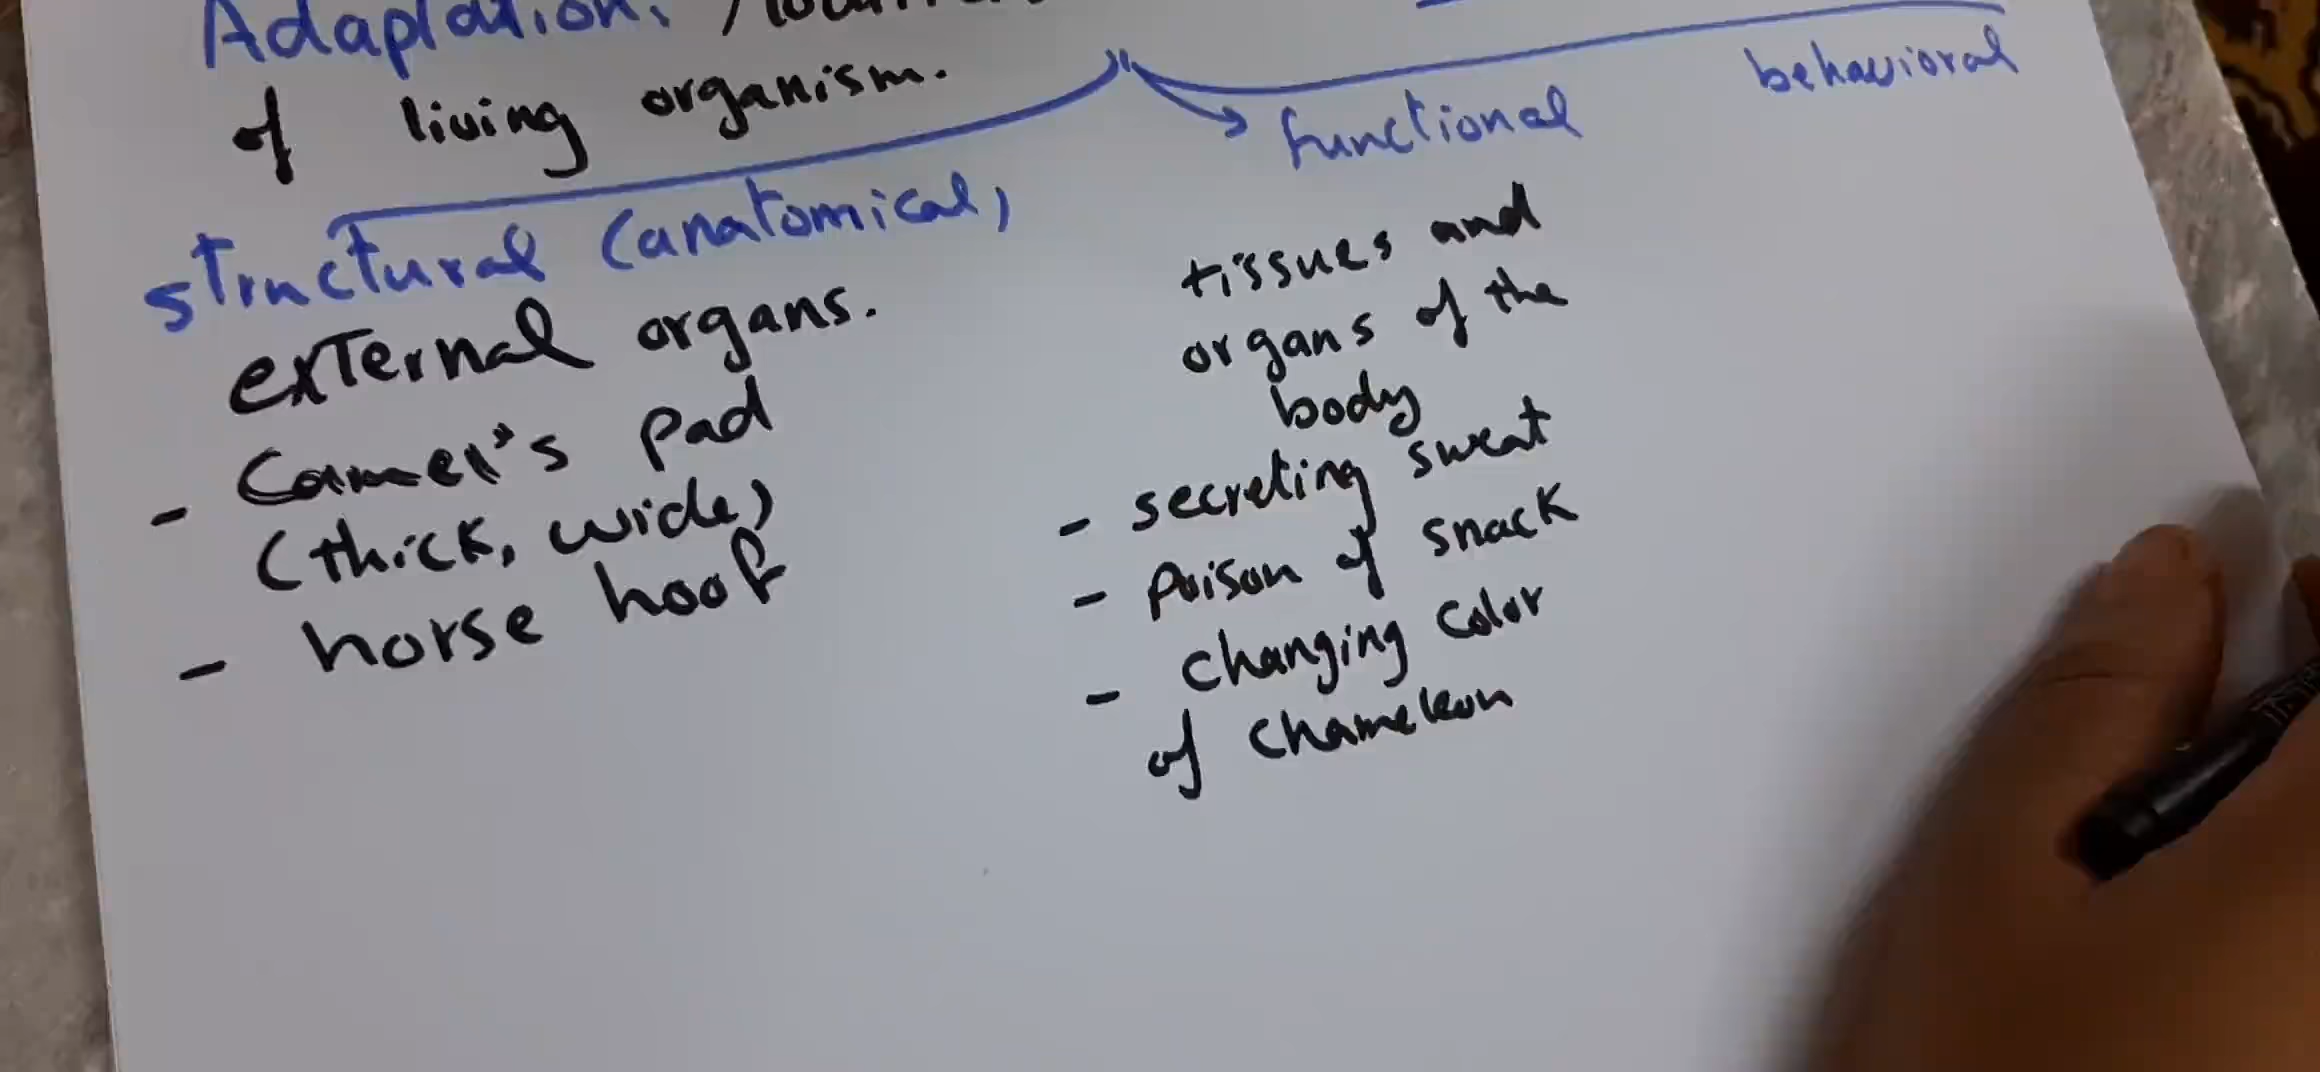 Adaptation:
of living organism.
structural (anatomical)
external organs.
- Camel's pad
(thick, wide)
- horse hoof
functional
tissues and
organs of the
body
- secreting sweat
- poison of snack
- changing color
of chameleon
behavioral